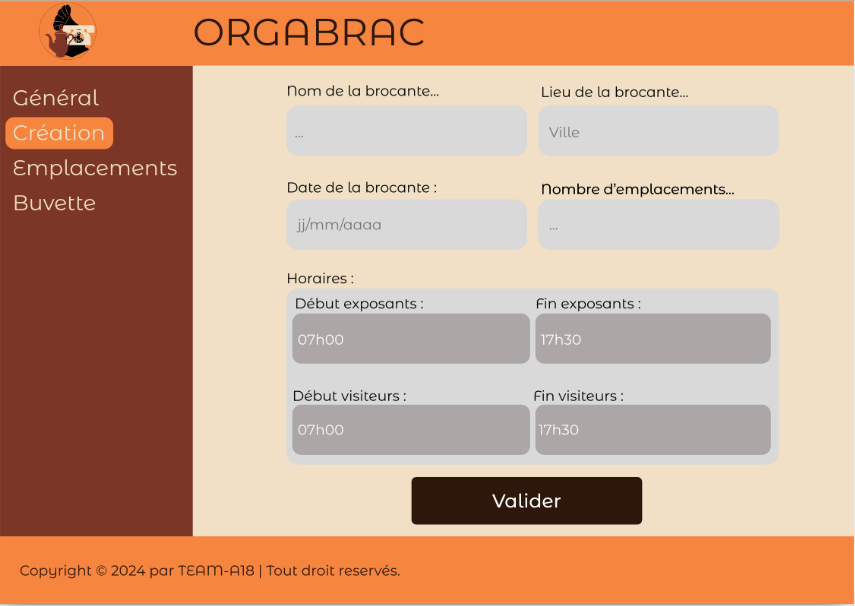 ORGABRAC
Général
Création
Emplacements
Buvette
Nom de la brocante...
Lieu de la brocante...
...
Ville
Date de la brocante :
Nombre d'emplacements...
jj/mm/aaaa
...
Horaires :
Début exposants :
Fin exposants :
07h00
17h30
Début visiteurs :
Fin visiteurs :
07h00
17h30
Valider
Copyright © 2024 par TEAM-A18 | Tout droit reservés.